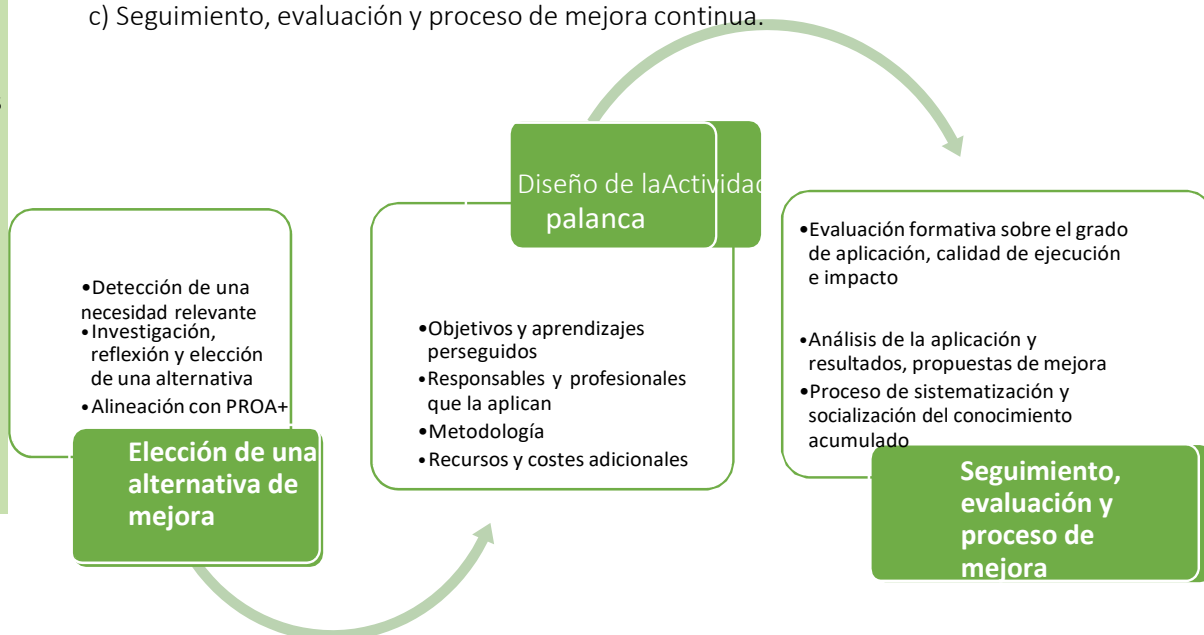 c) Seguimiento, evaluación y proceso de mejora continua.
•Detección de una
necesidad relevante
•Investigación,
reflexión y elección
de una alternativa
•Alineación con PROA+
Elección de una
alternativa de
mejora
Diseño de laActividad
palanca
•Objetivos y aprendizajes
perseguidos
•Responsables y profesionales
que la aplican
•Metodología
•Recursos y costes adicionales
•Evaluación formativa sobre el grado
de aplicación, calidad de ejecución
e impacto
•Análisis de la aplicación y
resultados, propuestas de mejora
•Proceso de sistematización y
socialización del conocimiento
acumulado
Seguimiento,
evaluación y
proceso de
mejora